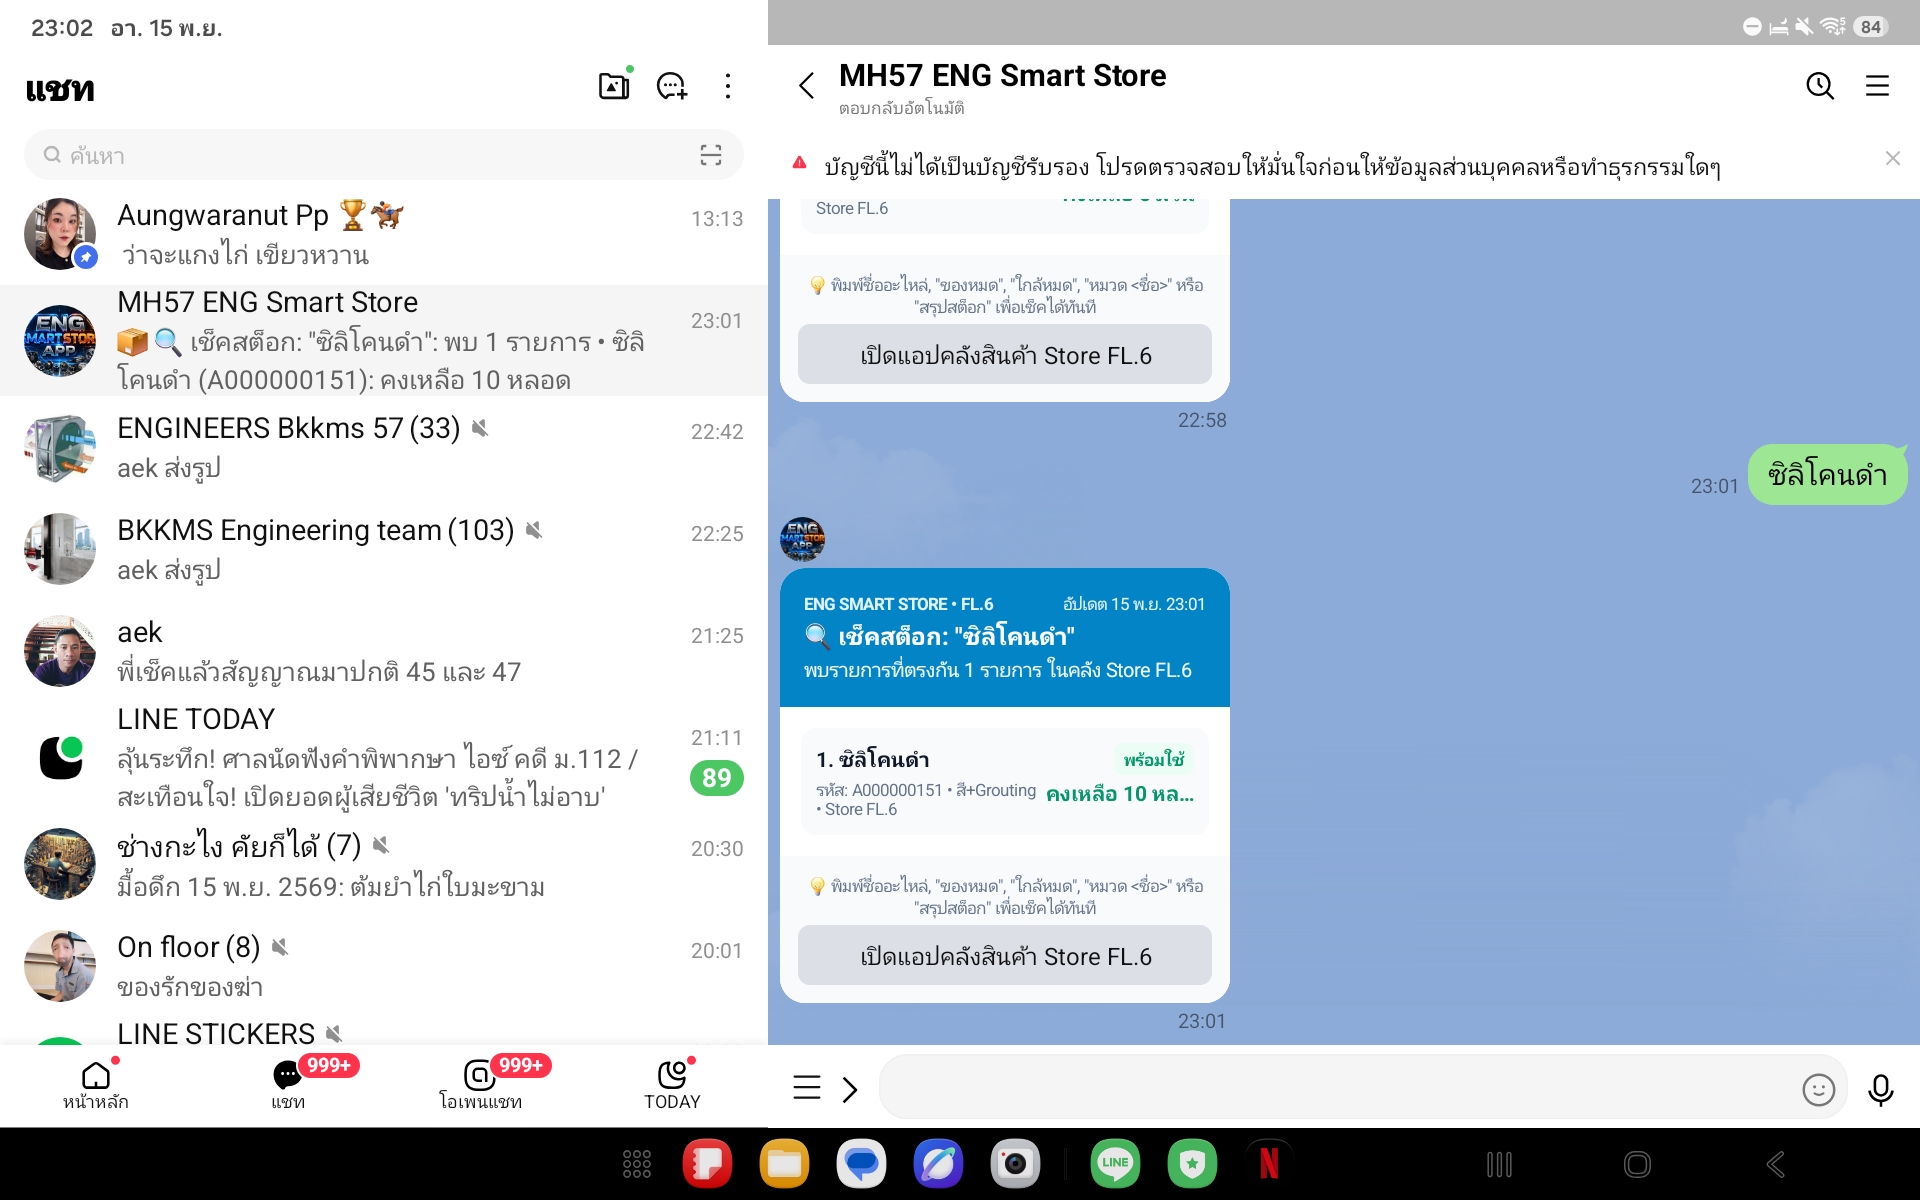 23:02 อา. 15 พ.ย.
84
แชท
ค้นหา
Aungwaranut Pp 🏆🏇
13:13
ว่าจะแกงไก่ เขียวหวาน
MH57 ENG Smart Store
23:01
📦🔍 เช็คสต็อก: "ซิลิโคนดำ": พบ 1 รายการ • ซิลิ
โคนดำ (A000000151): คงเหลือ 10 หลอด
ENGINEERS Bkkms 57 (33)
22:42
aek ส่งรูป
BKKMS Engineering team (103)
22:25
aek ส่งรูป
aek
21:25
พี่เช็คแล้วสัญญาณมาปกติ 45 และ 47
LINE TODAY
21:11
ลุ้นระทึก! ศาลนัดฟังคำพิพากษา ไอซ์ คดี ม.112 /
สะเทือนใจ! เปิดยอดผู้เสียชีวิต 'ทริปน้ำไม่อาบ'
89
ช่างกะไง คัยก็ได้ (7)
20:30
มื้อดึก 15 พ.ย. 2569: ต้มยำไก่ใบมะขาม
On floor (8)
20:01
ของรักของฆ่า
LINE STICKERS
หน้าหลัก
999+
แชท
999+
โอเพนแชท
TODAY
MH57 ENG Smart Store
ตอบกลับอัตโนมัติ
บัญชีนี้ไม่ได้เป็นบัญชีรับรอง โปรดตรวจสอบให้มั่นใจก่อนให้ข้อมูลส่วนบุคคลหรือทำธุรกรรมใดๆ
Store FL.6
💡 พิมพ์ชื่ออะไหล่, "ของหมด", "ใกล้หมด", "หมวด <ชื่อ>" หรือ
"สรุปสต็อก" เพื่อเช็คได้ทันที
เปิดแอปคลังสินค้า Store FL.6
22:58
ซิลิโคนดำ
23:01
ENG SMART STORE • FL.6
อัปเดต 15 พ.ย. 23:01
🔍 เช็คสต็อก: "ซิลิโคนดำ"
พบรายการที่ตรงกัน 1 รายการ ในคลัง Store FL.6
1. ซิลิโคนดำ
พร้อมใช้
รหัส: A000000151 • สี+Grouting
• Store FL.6
คงเหลือ 10 หล...
💡 พิมพ์ชื่ออะไหล่, "ของหมด", "ใกล้หมด", "หมวด <ชื่อ>" หรือ
"สรุปสต็อก" เพื่อเช็คได้ทันที
เปิดแอปคลังสินค้า Store FL.6
23:01
LINE
N